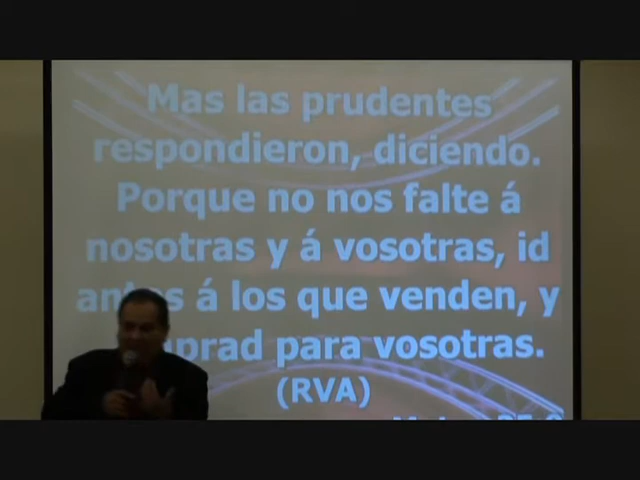 Mas las prudentes
respondieron, diciendo.
Porque no nos falte á
nosotras y á vosotras, id
á los que venden, y
para vosotras.
(RVA)